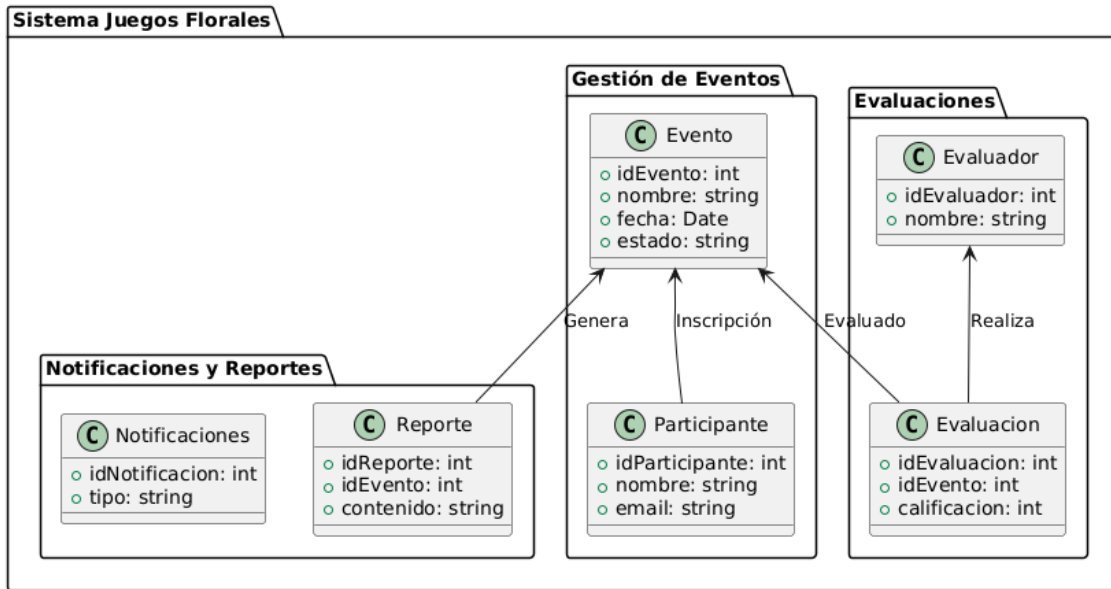 Sistema Juegos Florales
Gestión de Eventos
C Evento
idEvento: int
nombre: string
fecha: Date
estado: string
Evaluaciones
C Evaluador
idEvaluador: int
nombre: string
Genera
Inscripción
Evaluado
Realiza
Notificaciones y Reportes
C Notificaciones
idNotificacion: int
tipo: string
C Reporte
idReporte: int
idEvento: int
contenido: string
C Participante
idParticipante: int
nombre: string
email: string
C Evaluacion
idEvaluacion: int
idEvento: int
calificacion: int